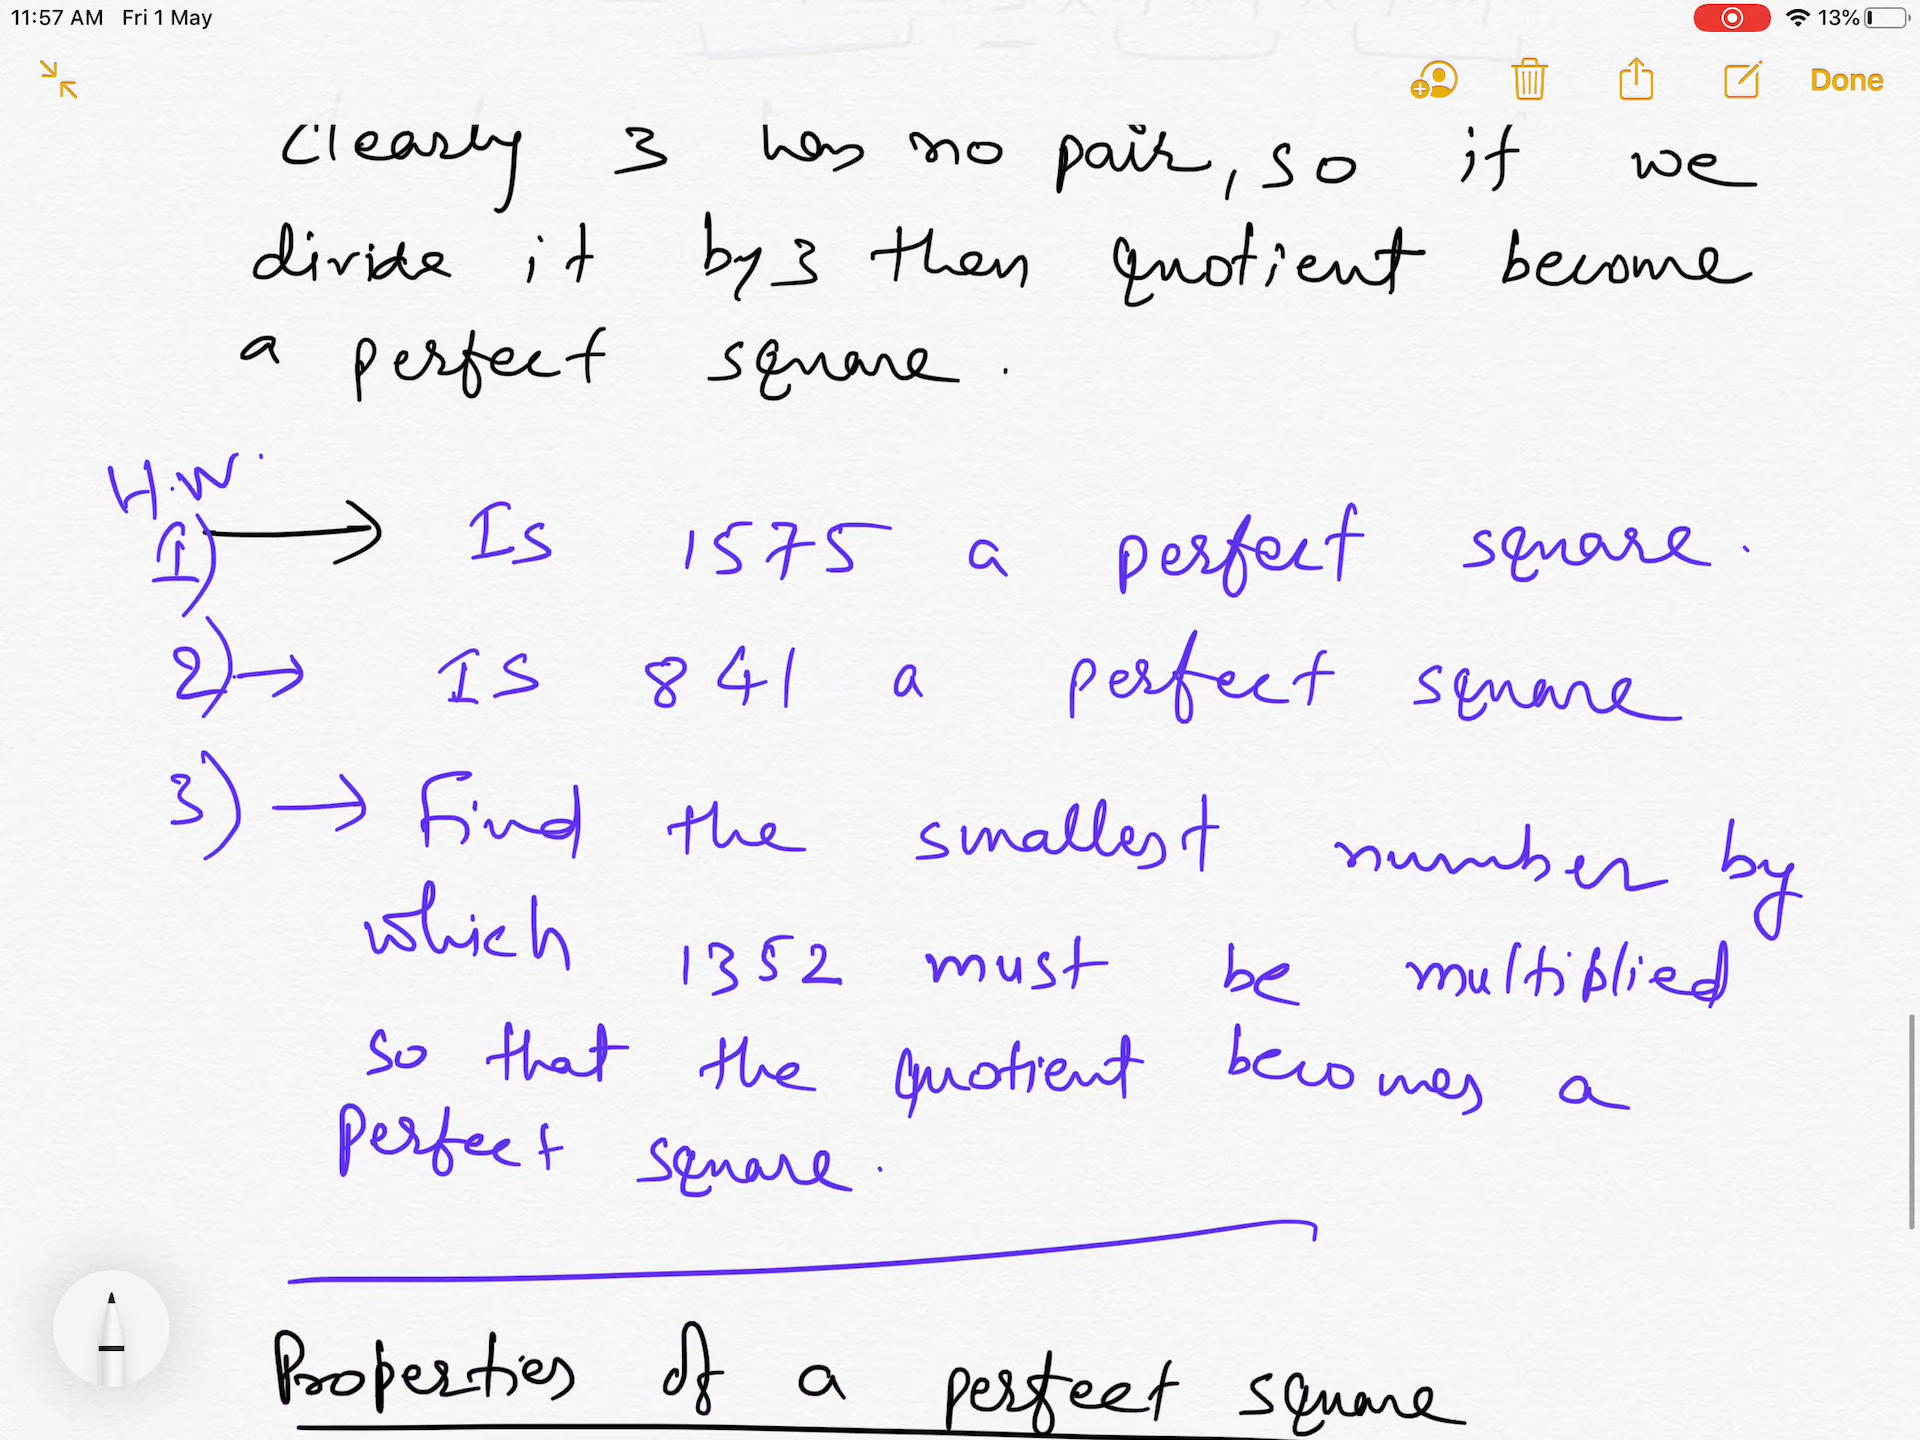 11:57 AM Fri 1 May 13%
Done
Clearly 3 has no pair, so if we
divide it by 3 then quotient become
a perfect square.
H.W.
1) → Is 1575 a perfect square.
2) → Is 841 a perfect square
3) → Find the smallest number by
which 1352 must be multiplied
so that the quotient becomes a
perfect square.
Properties of a perfect square